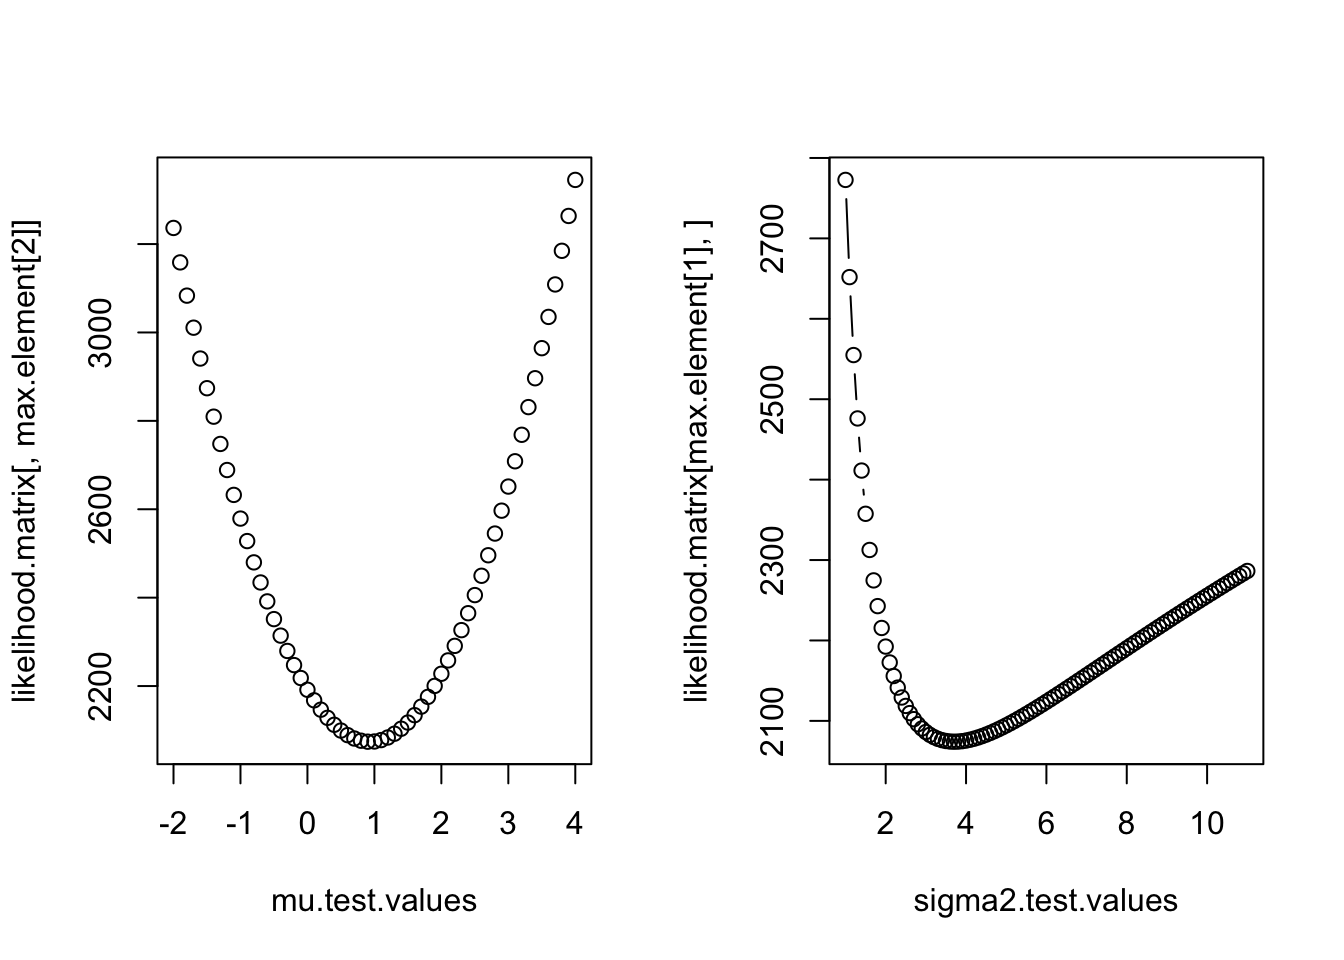 likelihood.matrix[, max.element[2]]
3000
2600
2200
-2 -1 0 1 2 3 4
mu.test.values
likelihood.matrix[max.element[1], ]
2700
2500
2300
2100
2 4 6 8 10
sigma2.test.values